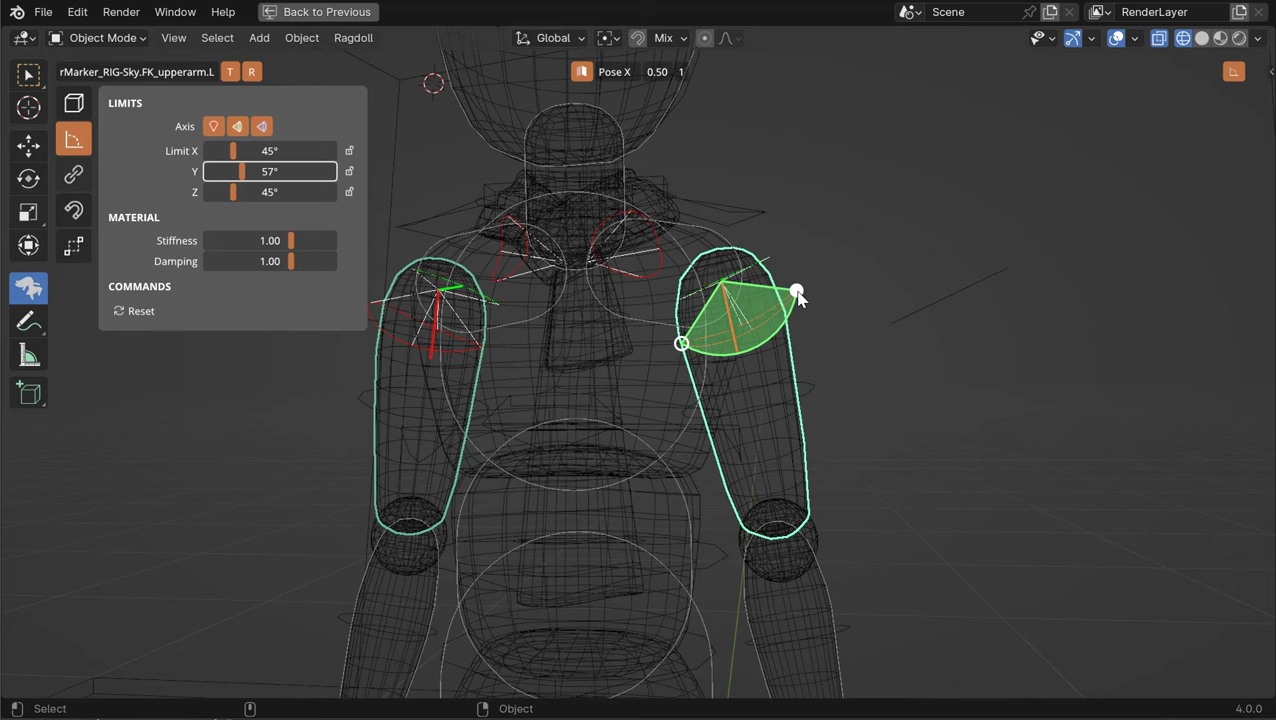 File Edit Render Window Help Back to Previous Scene RenderLayer
Object Mode View Select Add Object Ragdoll Global Mix
rMarker_RIG-Sky.FK_upperarm.L T R Pose X 0.50 1
LIMITS
Axis
Limit X 45°
Y 57°
Z 45°
MATERIAL
Stiffness 1.00
Damping 1.00
COMMANDS
Reset
Select Object 4.0.0